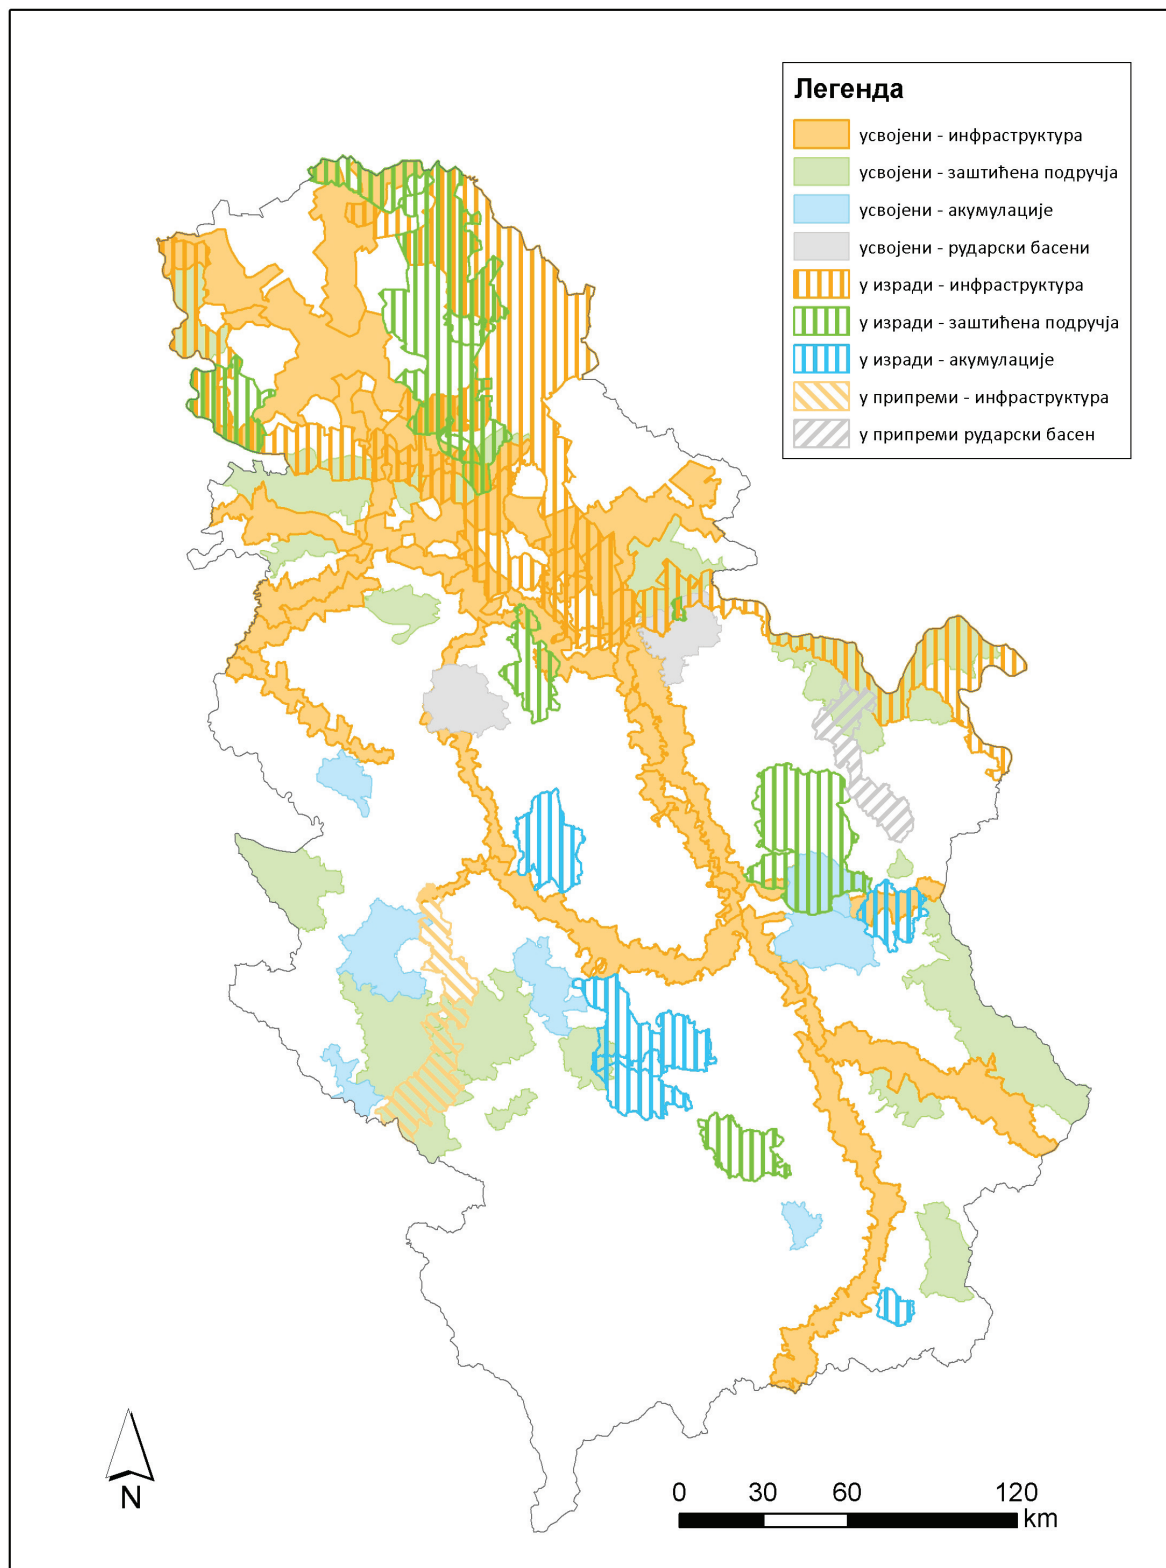 Легенда
усвојени - инфраструктура
усвојени - заштићена подручја
усвојени - акумулације
усвојени - рударски басени
у изради - инфраструктура
у изради - заштићена подручја
у изради - акумулације
у припреми - инфраструктура
у припреми рударски басен
N
0 30 60 120
km